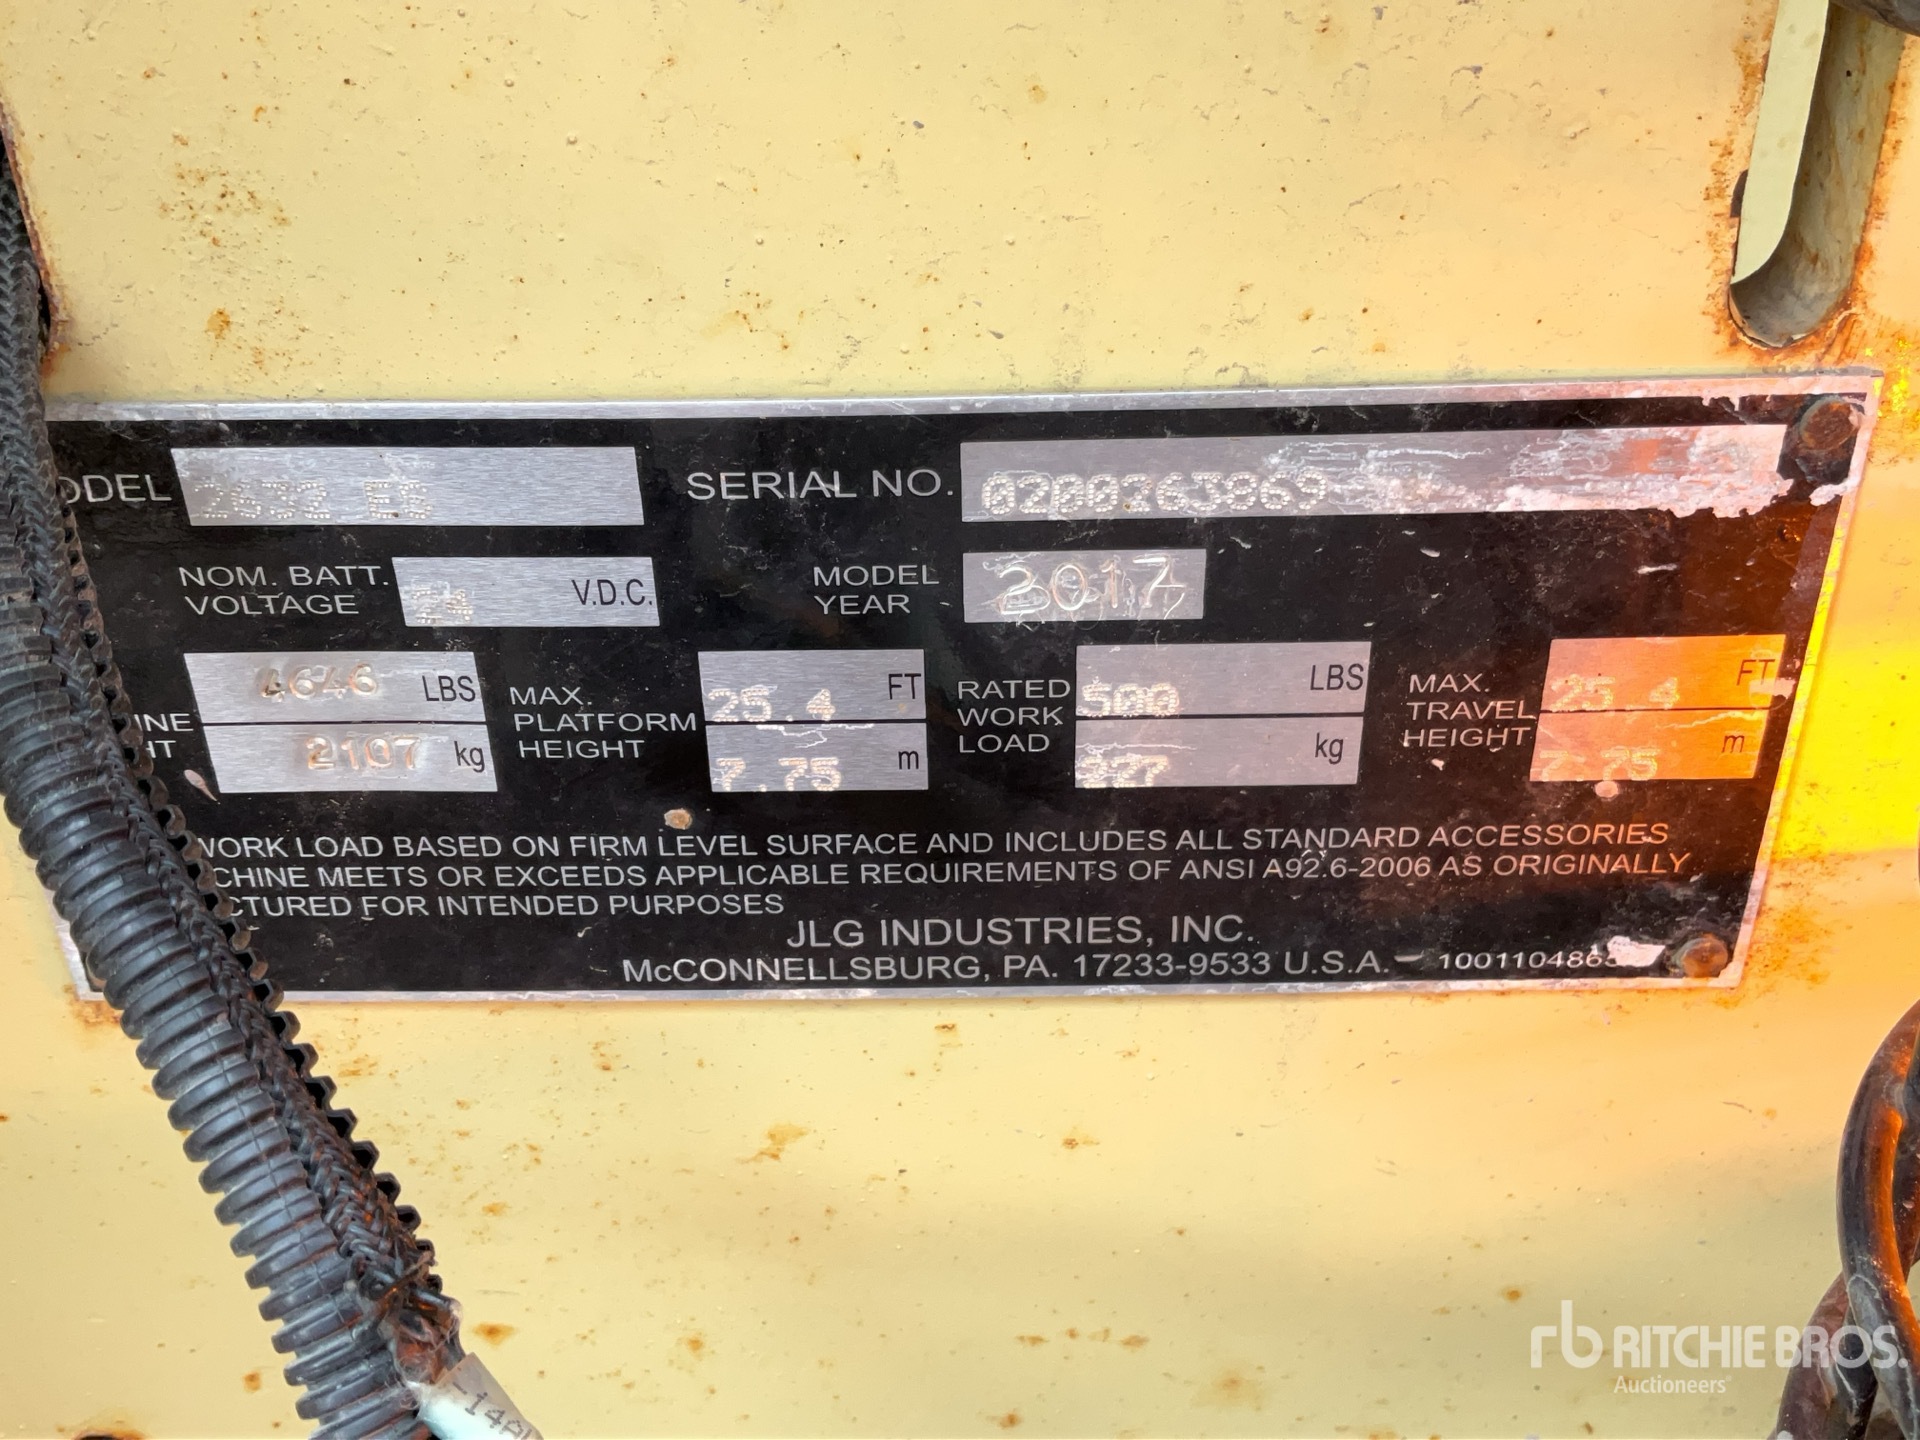 ODEL 2632 ES SERIAL NO. 0200263869
NOM. BATT. VOLTAGE 24 V.D.C. MODEL YEAR 2017
INE HT 4646 LBS 2107 kg MAX. PLATFORM HEIGHT 25.4 FT 7.75 m RATED WORK LOAD 500 LBS 227 kg MAX. TRAVEL HEIGHT 25.4 FT 7.75 m
WORK LOAD BASED ON FIRM LEVEL SURFACE AND INCLUDES ALL STANDARD ACCESSORIES
CHINE MEETS OR EXCEEDS APPLICABLE REQUIREMENTS OF ANSI A92.6-2006 AS ORIGINALLY
CTURED FOR INTENDED PURPOSES
JLG INDUSTRIES, INC.
McCONNELLSBURG, PA. 17233-9533 U.S.A.
rb RITCHIE BROS.
Auctioneers